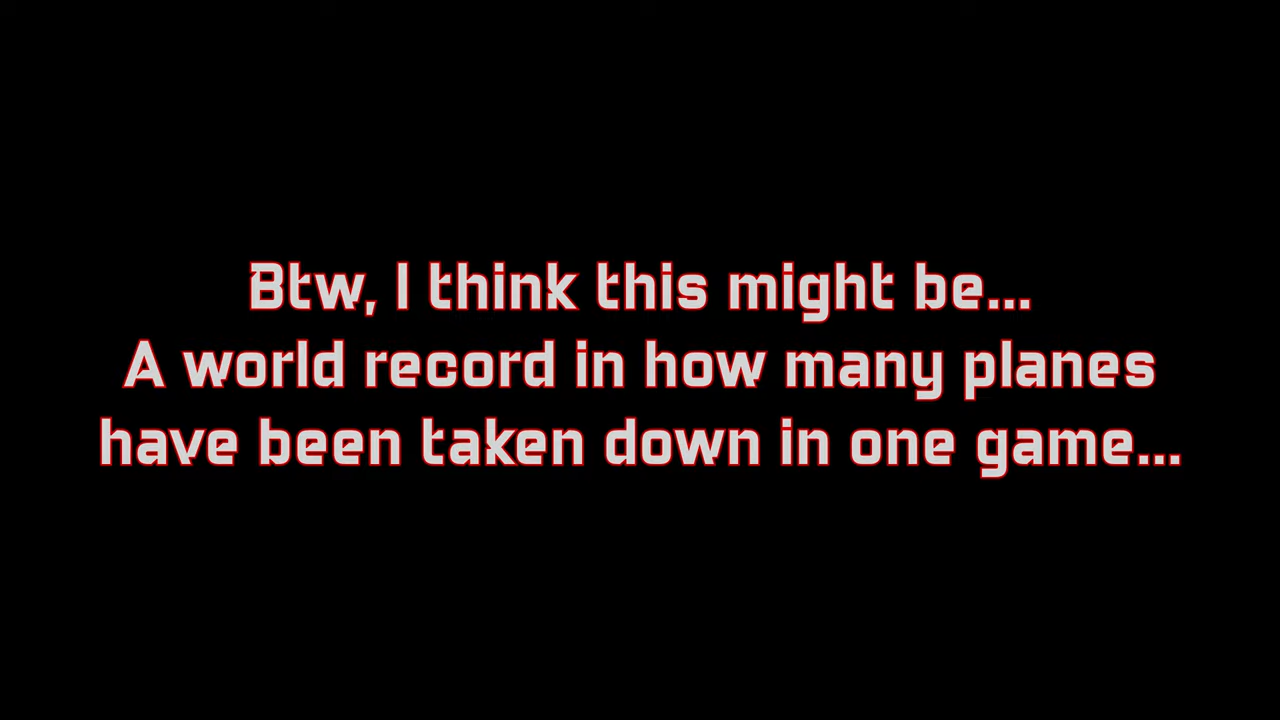 Btw, I think this might be...
A world record in how many planes
have been taken down in one game...